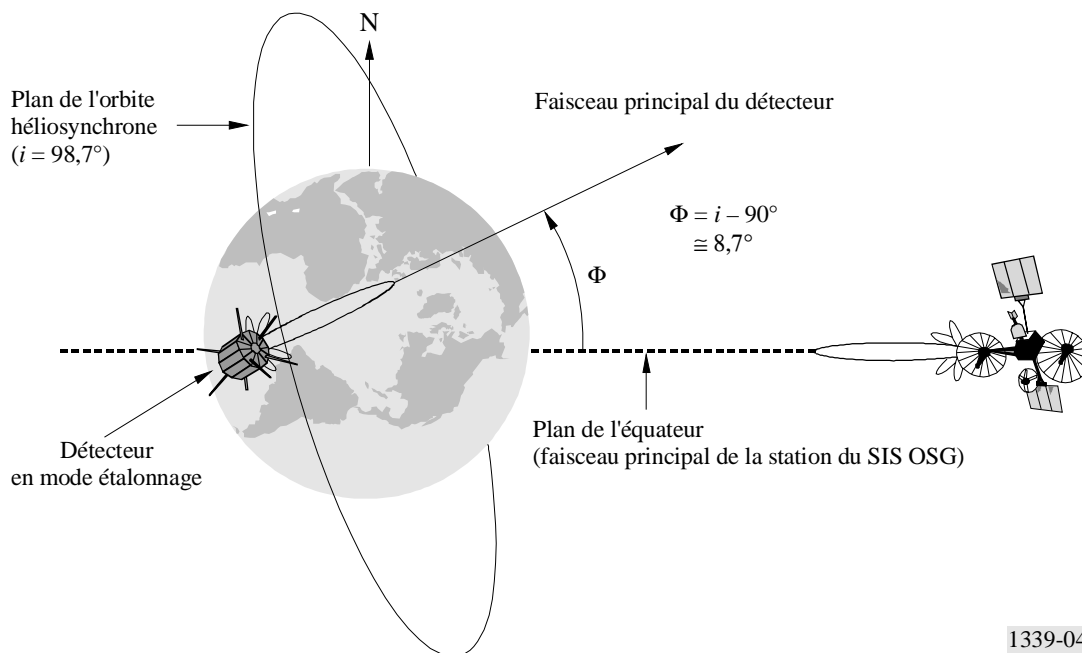 N
Plan de l'orbite
héliosynchrone
(i = 98,7°)
Faisceau principal du détecteur
Φ = i – 90°
≅ 8,7°
Φ
Détecteur
en mode étalonnage
Plan de l'équateur
(faisceau principal de la station du SIS OSG)
1339-04